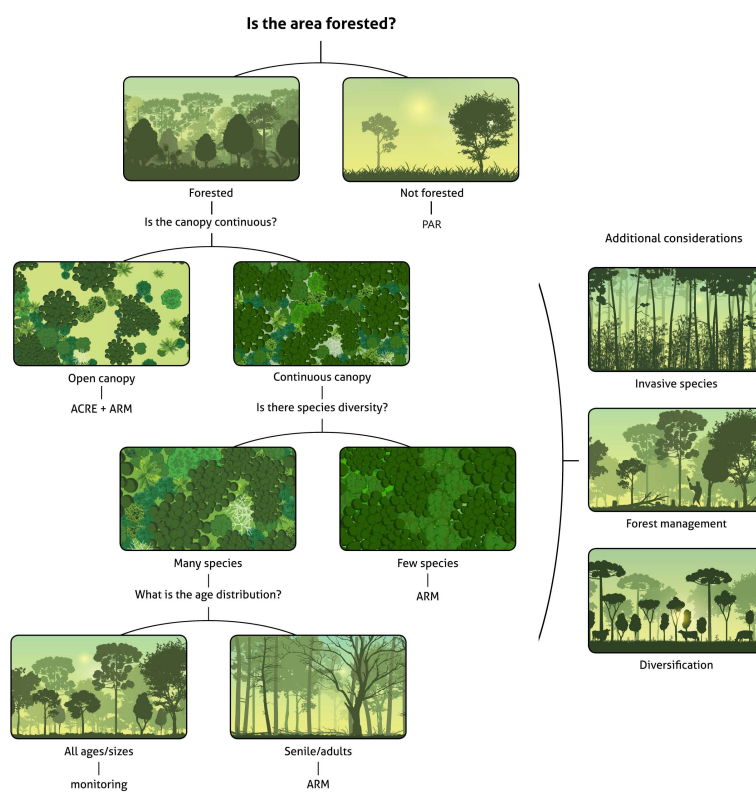 Is the area forested?
Forested
Not forested
Is the canopy continuous?
PAR
Additional considerations
Open canopy
Continuous canopy
Invasive species
ACRE + ARM
Is there species diversity?
Forest management
Many species
Few species
What is the age distribution?
ARM
Diversification
All ages/sizes
Senile/adults
monitoring
ARM